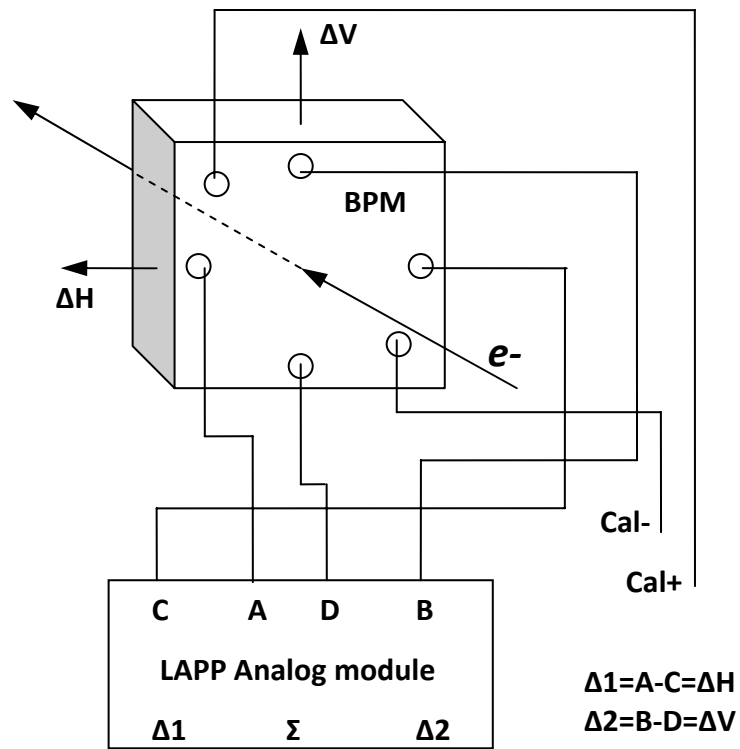 ΔV
BPM
ΔH
e-
Cal-
Cal+
C A D B
LAPP Analog module
Δ1 Σ Δ2
Δ1=A-C=ΔH
Δ2=B-D=ΔV